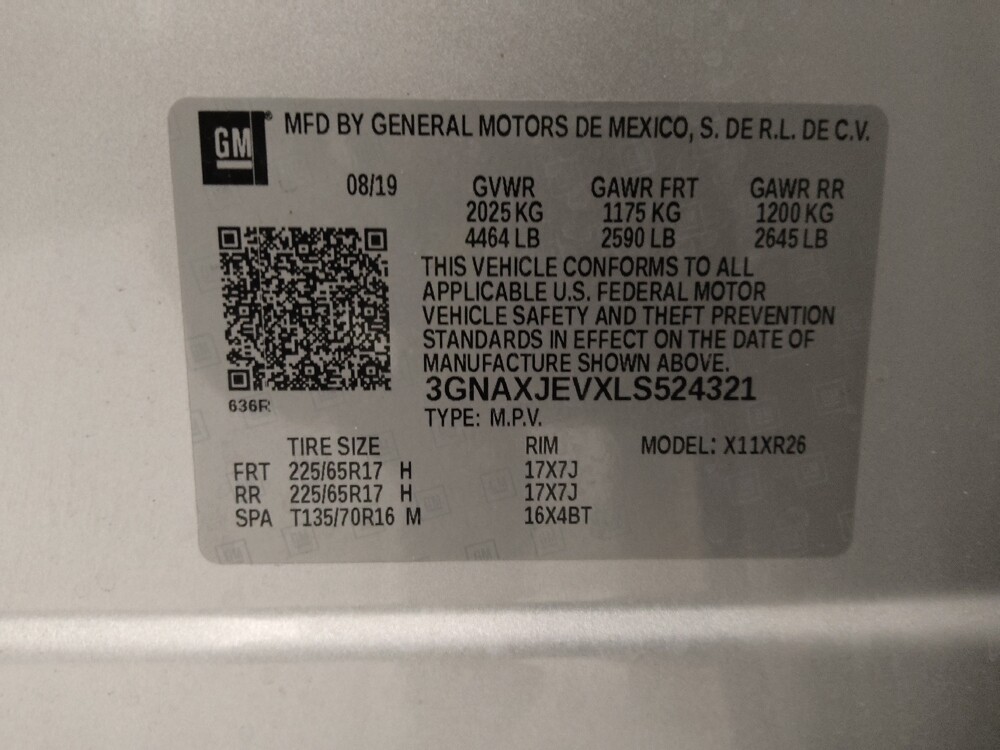 GM® MFD BY GENERAL MOTORS DE MEXICO, S. DE R.L. DE C.V.
08/19 GVWR GAWR FRT GAWR RR
2025 KG 1175 KG 1200 KG
4464 LB 2590 LB 2645 LB
THIS VEHICLE CONFORMS TO ALL
APPLICABLE U.S. FEDERAL MOTOR
VEHICLE SAFETY AND THEFT PREVENTION
STANDARDS IN EFFECT ON THE DATE OF
MANUFACTURE SHOWN ABOVE.
3GNAXJEVXLS524321
636R
TYPE: M.P.V.
TIRE SIZE RIM MODEL: X11XR26
FRT 225/65R17 H 17X7J
RR 225/65R17 H 17X7J
SPA T135/70R16 M 16X4BT